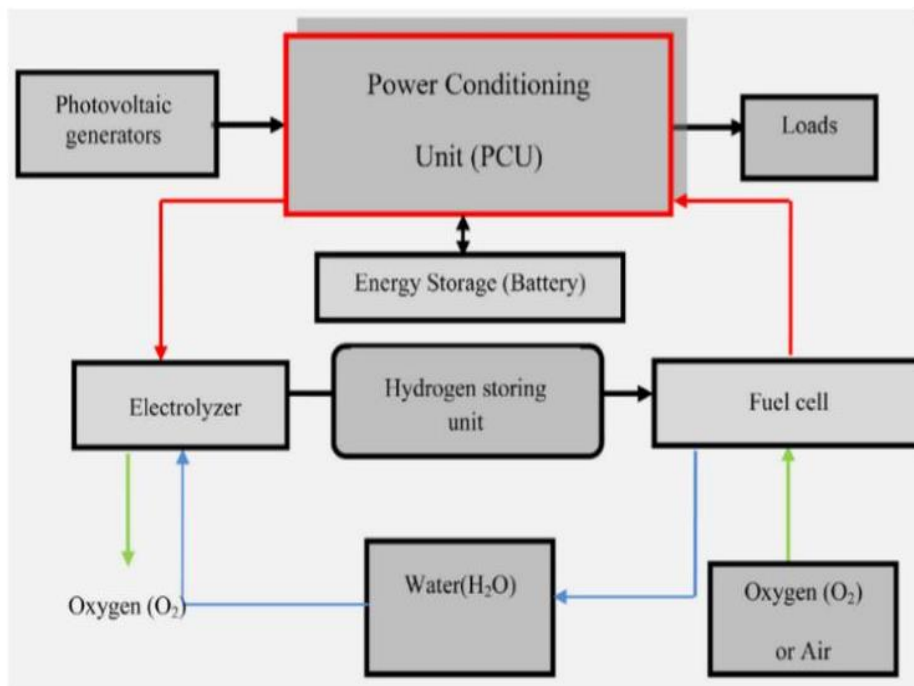 Photovoltaic
generators
Power Conditioning
Unit (PCU)
Loads
Energy Storage (Battery)
Electrolyzer
Hydrogen storing
unit
Fuel cell
Oxygen (O₂)
Water(H₂O)
Oxygen (O₂)
or Air